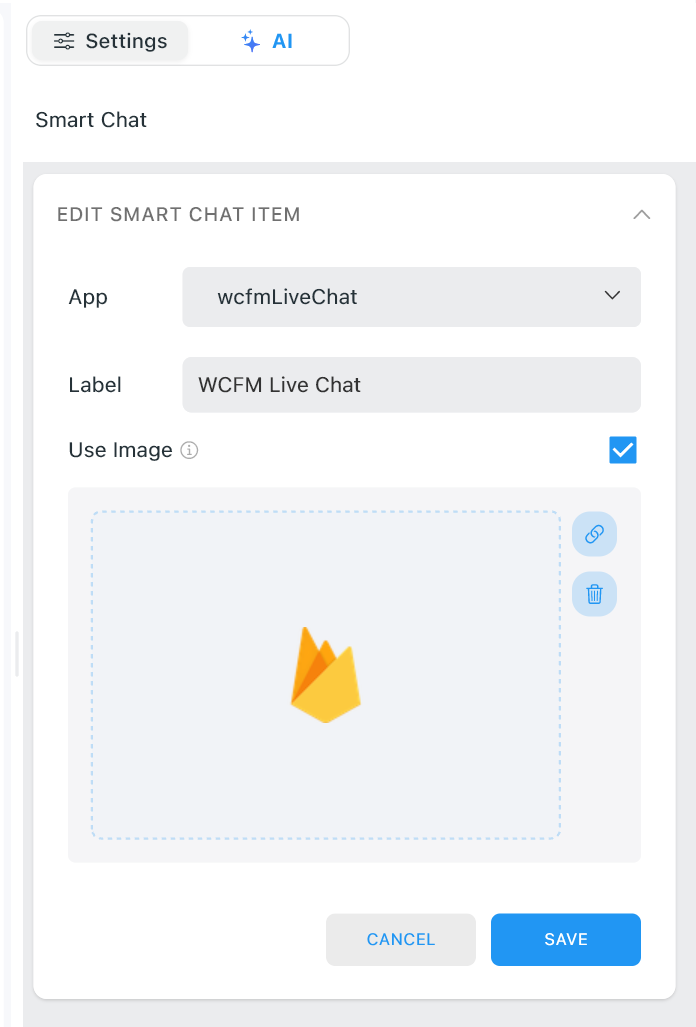 Settings
AI
Smart Chat
EDIT SMART CHAT ITEM
App
wcfmLiveChat
Label
WCFM Live Chat
Use Image
CANCEL
SAVE